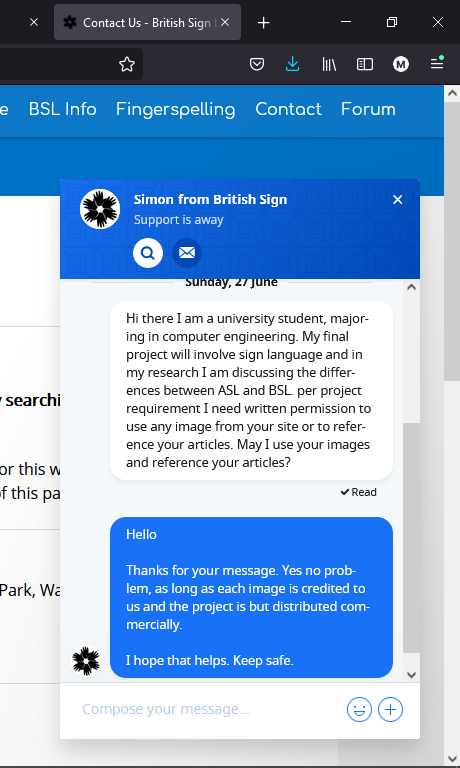 Contact Us - British Sign L
M
e BSL Info Fingerspelling Contact Forum
Simon from British Sign
Support is away
Sunday, 27 June
Hi there I am a university student, major-
ing in computer engineering. My final
project will involve sign language and in
my research I am discussing the differ-
ences between ASL and BSL. per project
requirement I need written permission to
use any image from your site or to refer-
ence your articles. May I use your images
and reference your articles?
Read
Hello
Thanks for your message. Yes no prob-
lem, as long as each image is credited to
us and the project is but distributed com-
mercially.
I hope that helps. Keep safe.
Compose your message...
y searchi
or this w
of this pa
Park, Wa